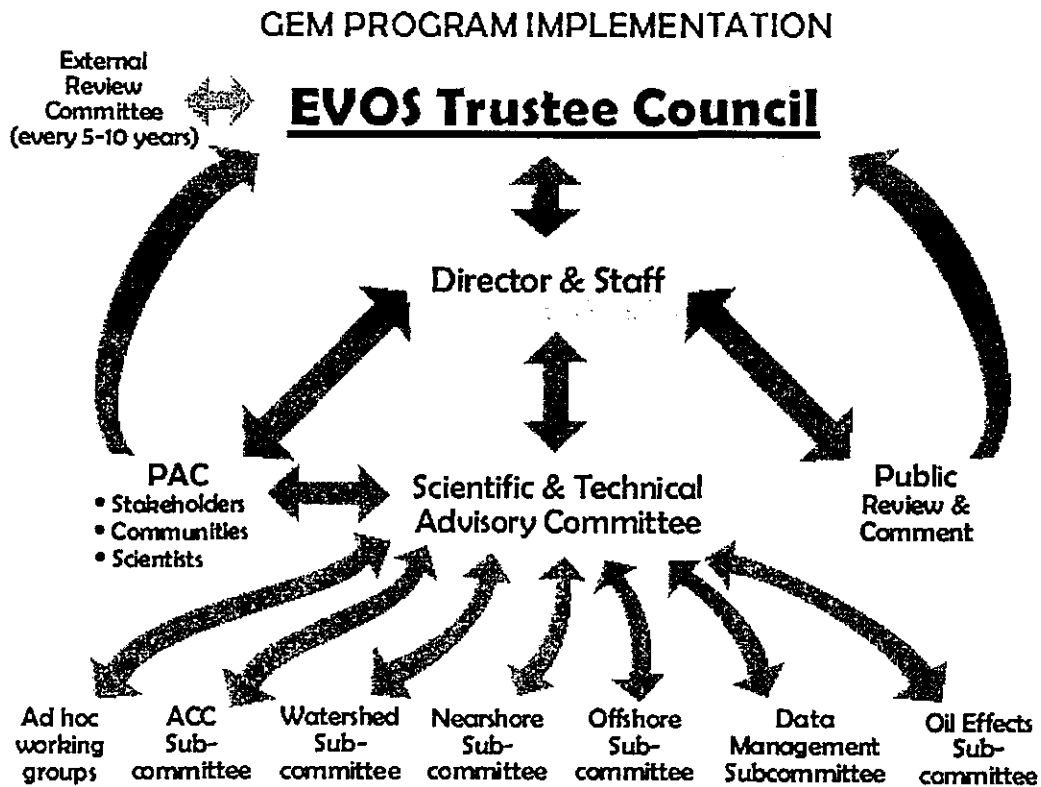 GEM PROGRAM IMPLEMENTATION
External
Review
Committee
(every 5-10 years)
EVOS Trustee Council
Director & Staff
PAC
• Stakeholders
• Communities
• Scientists
Scientific & Technical
Advisory Committee
Public
Review &
Comment
Ad hoc
working
groups
ACC
Sub-
committee
Watershed
Sub-
committee
Nearshore
Sub-
committee
Offshore
Sub-
committee
Data
Management
Subcommittee
Oil Effects
Sub-
committee